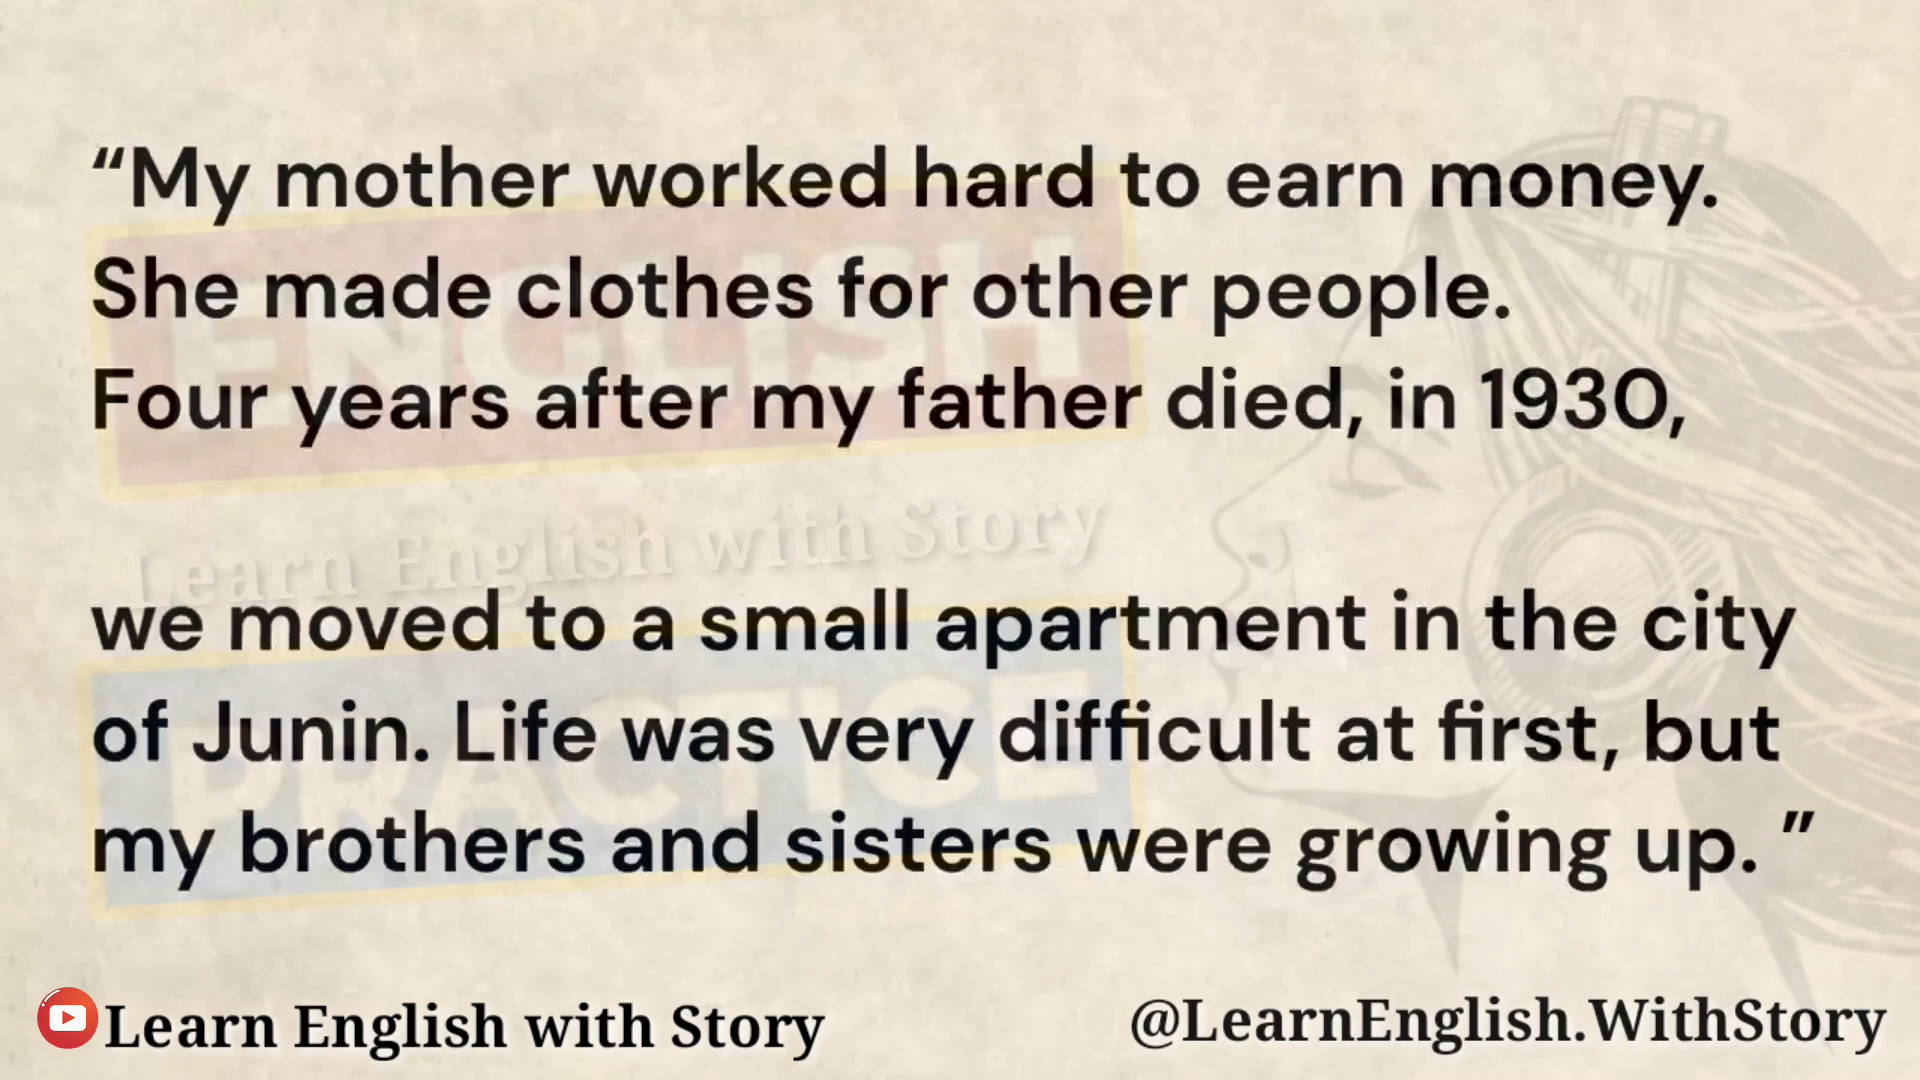 “My mother worked hard to earn money.
She made clothes for other people.
Four years after my father died, in 1930,
ENGLISH
Learn English with Story
we moved to a small apartment in the city
of Junin. Life was very difficult at first, but
my brothers and sisters were growing up. ”
PRACTICE
Learn English with Story
@LearnEnglish.WithStory